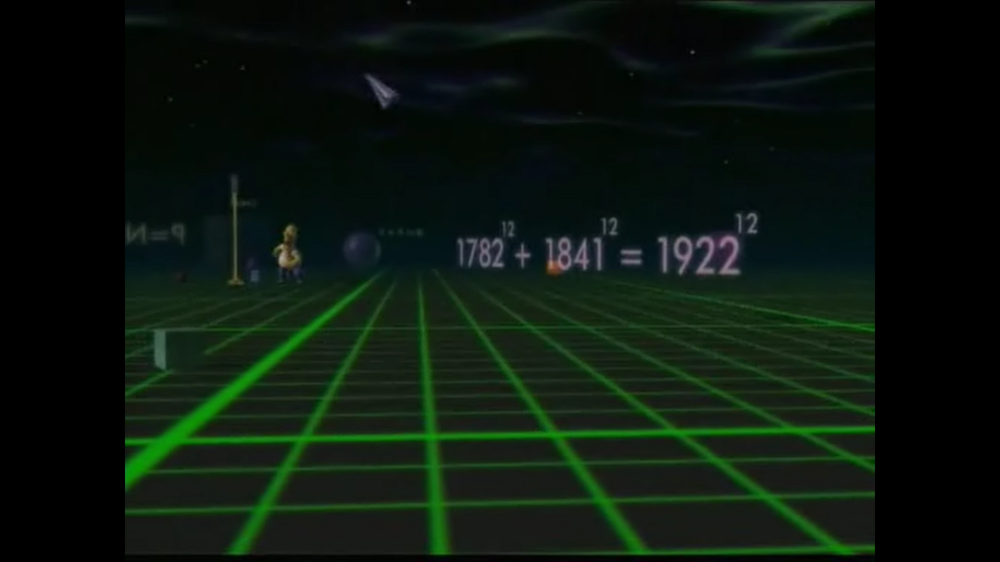 P=N
1782¹² + 1841¹² = 1922¹²